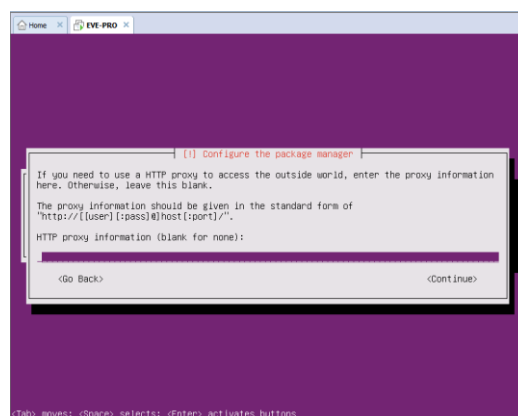 Home
EVE-PRO
[!] Configure the package manager
If you need to use a HTTP proxy to access the outside world, enter the proxy information
here. Otherwise, leave this blank.
The proxy information should be given in the standard form of
"http://[[user][:pass]@]host[:port]/".
HTTP proxy information (blank for none):
<Go Back>
<Continue>
<Tab> moves; <Space> selects; <Enter> activates buttons